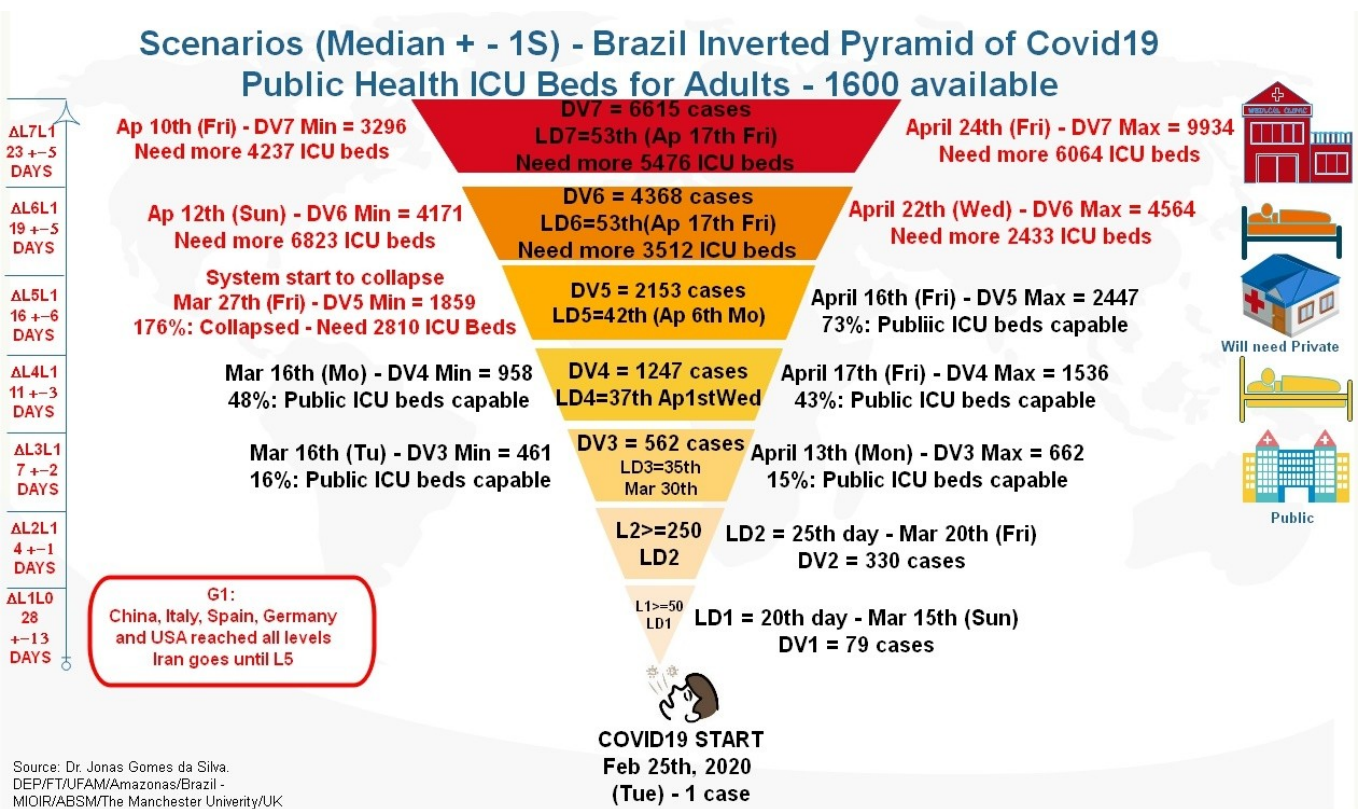 Scenarios (Median + - 1S) - Brazil Inverted Pyramid of Covid19
Public Health ICU Beds for Adults - 1600 available
ΔL7L1
23 +-5
DAYS
Ap 10th (Fri) - DV7 Min = 3296
Need more 4237 ICU beds
DV7 = 6615 cases
LD7=53th (Ap 17th Fri)
Need more 5476 ICU beds
April 24th (Fri) - DV7 Max = 9934
Need more 6064 ICU beds
MEDICAL CLINIC
ΔL6L1
19 +-5
DAYS
Ap 12th (Sun) - DV6 Min = 4171
Need more 6823 ICU beds
DV6 = 4368 cases
LD6=53th(Ap 17th Fri)
Need more 3512 ICU beds
April 22th (Wed) - DV6 Max = 4564
Need more 2433 ICU beds
ΔL5L1
16 +-6
DAYS
System start to collapse
Mar 27th (Fri) - DV5 Min = 1859
176%: Collapsed - Need 2810 ICU Beds
DV5 = 2153 cases
LD5=42th (Ap 6th Mo)
April 16th (Fri) - DV5 Max = 2447
73%: Publiic ICU beds capable
Will need Private
ΔL4L1
11 +-3
DAYS
Mar 16th (Mo) - DV4 Min = 958
48%: Public ICU beds capable
DV4 = 1247 cases
LD4=37th Ap1stWed
April 17th (Fri) - DV4 Max = 1536
43%: Public ICU beds capable
ΔL3L1
7 +-2
DAYS
Mar 16th (Tu) - DV3 Min = 461
16%: Public ICU beds capable
DV3 = 562 cases
LD3=35th
Mar 30th
April 13th (Mon) - DV3 Max = 662
15%: Public ICU beds capable
Public
ΔL2L1
4 +-1
DAYS
L2>=250
LD2
LD2 = 25th day - Mar 20th (Fri)
DV2 = 330 cases
ΔL1L0
28
+-13
DAYS
G1:
China, Italy, Spain, Germany
and USA reached all levels
Iran goes until L5
L1>=50
LD1
LD1 = 20th day - Mar 15th (Sun)
DV1 = 79 cases
COVID19 START
Feb 25th, 2020
(Tue) - 1 case
Source: Dr. Jonas Gomes da Silva.
DEP/FT/UFAM/Amazonas/Brazil -
MIOIR/ABSM/The Manchester Univerity/UK